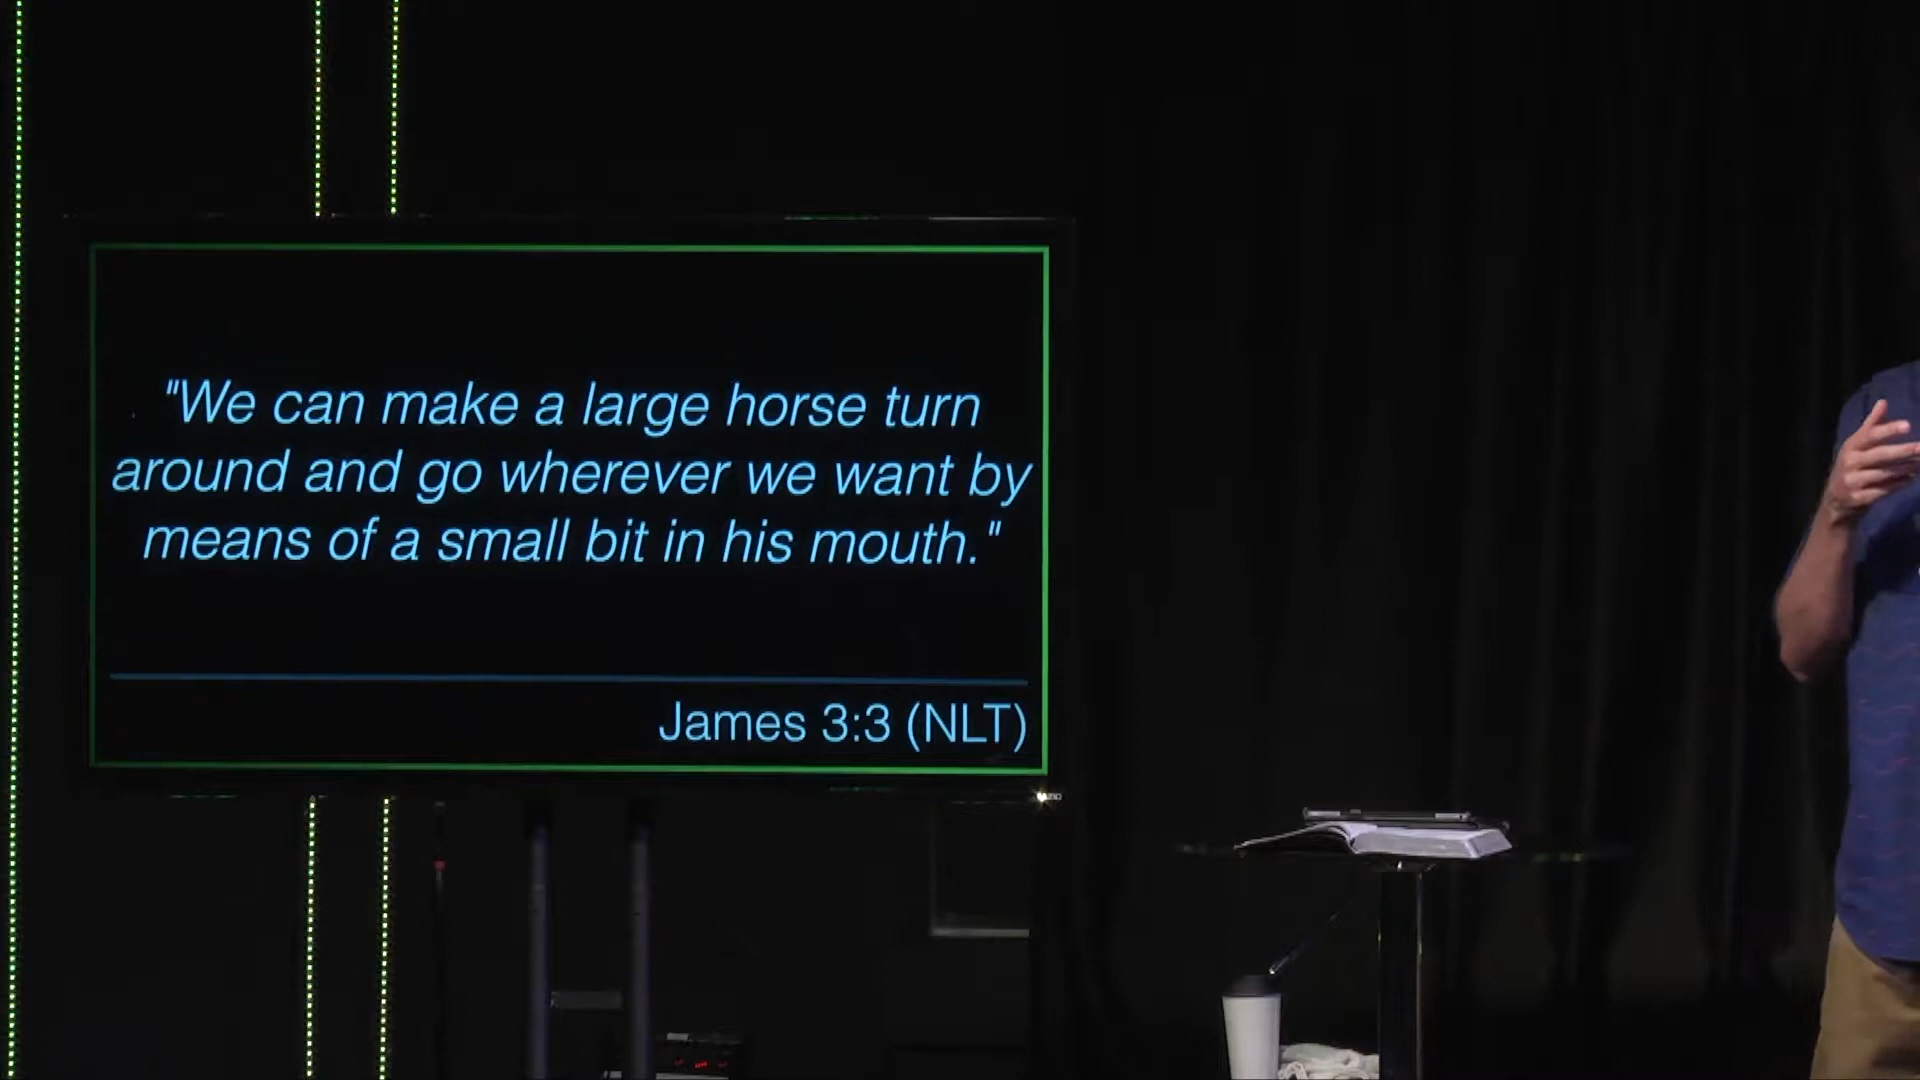 "We can make a large horse turn
around and go wherever we want by
means of a small bit in his mouth."
James 3:3 (NLT)